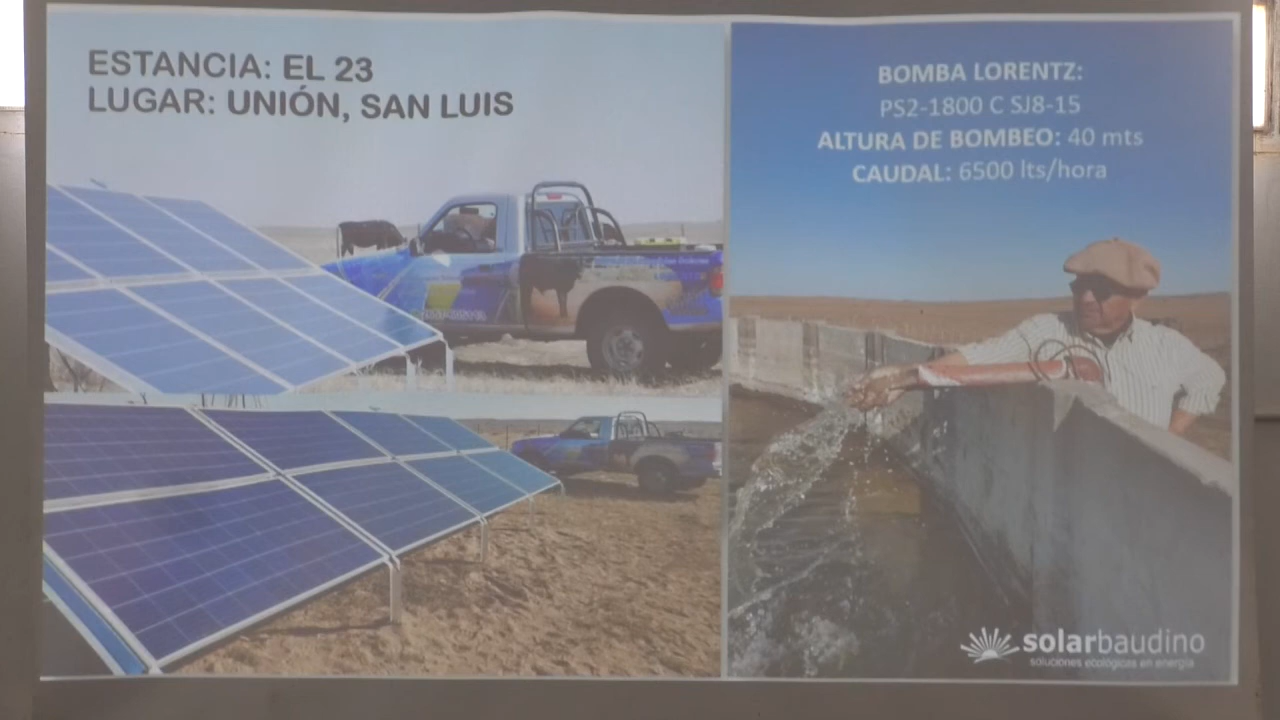 ESTANCIA: EL 23
LUGAR: UNIÓN, SAN LUIS
BOMBA LORENTZ:
PS2-1800 C SJ8-15
ALTURA DE BOMBEO: 40 mts
CAUDAL: 6500 lts/hora
solarbaudino
soluciones ecológicas en energía